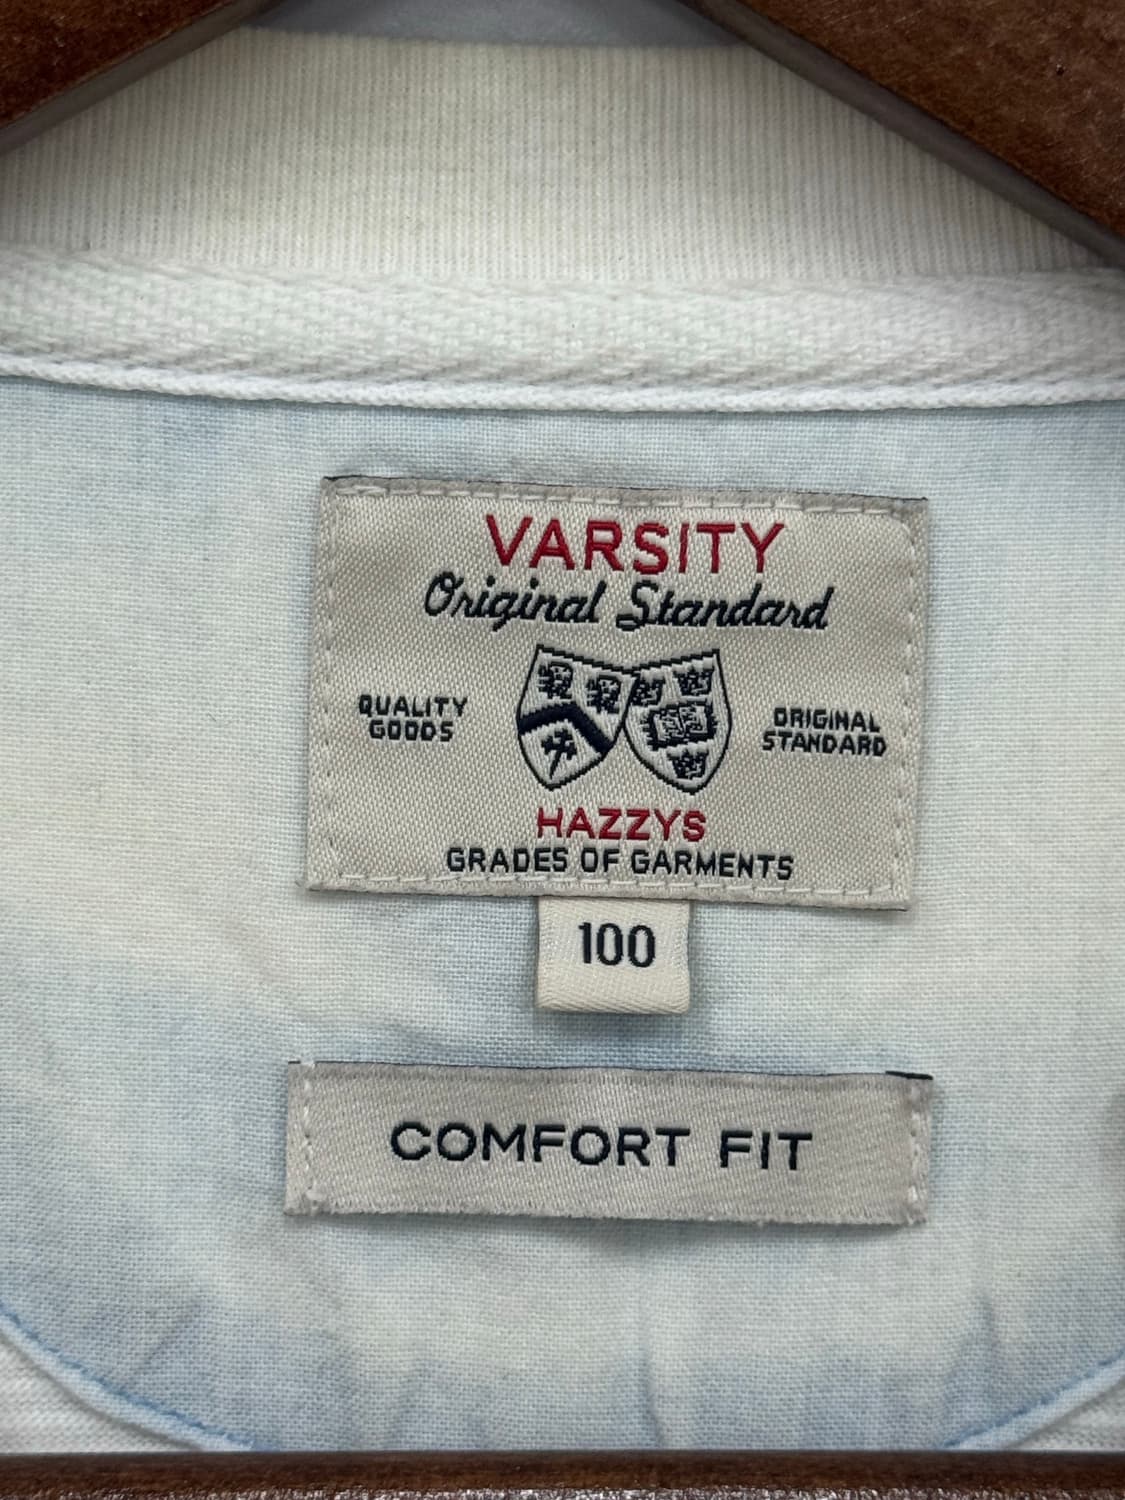 VARSITY
Original Standard
QUALITY
GOODS
ORIGINAL
STANDARD
HAZZYS
GRADES OF GARMENTS
100
COMFORT FIT